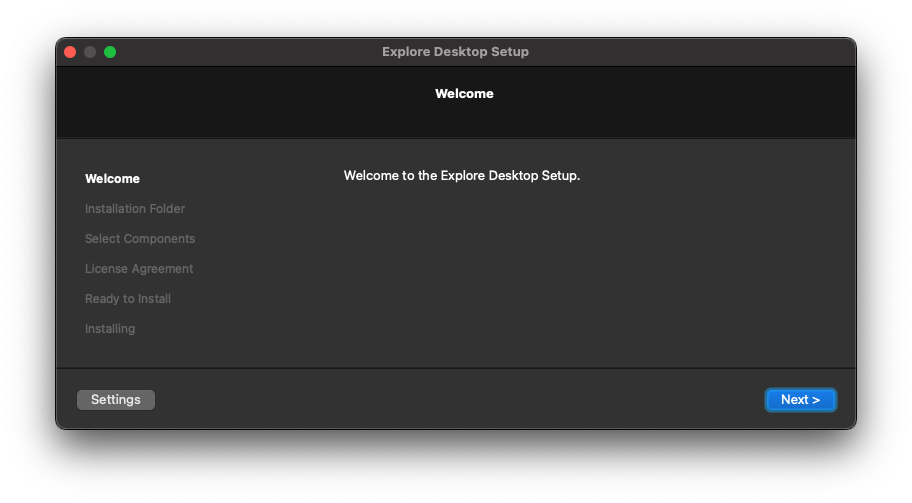 Explore Desktop Setup
Welcome
Welcome
Welcome to the Explore Desktop Setup.
Installation Folder
Select Components
License Agreement
Ready to Install
Installing
Settings
Next >